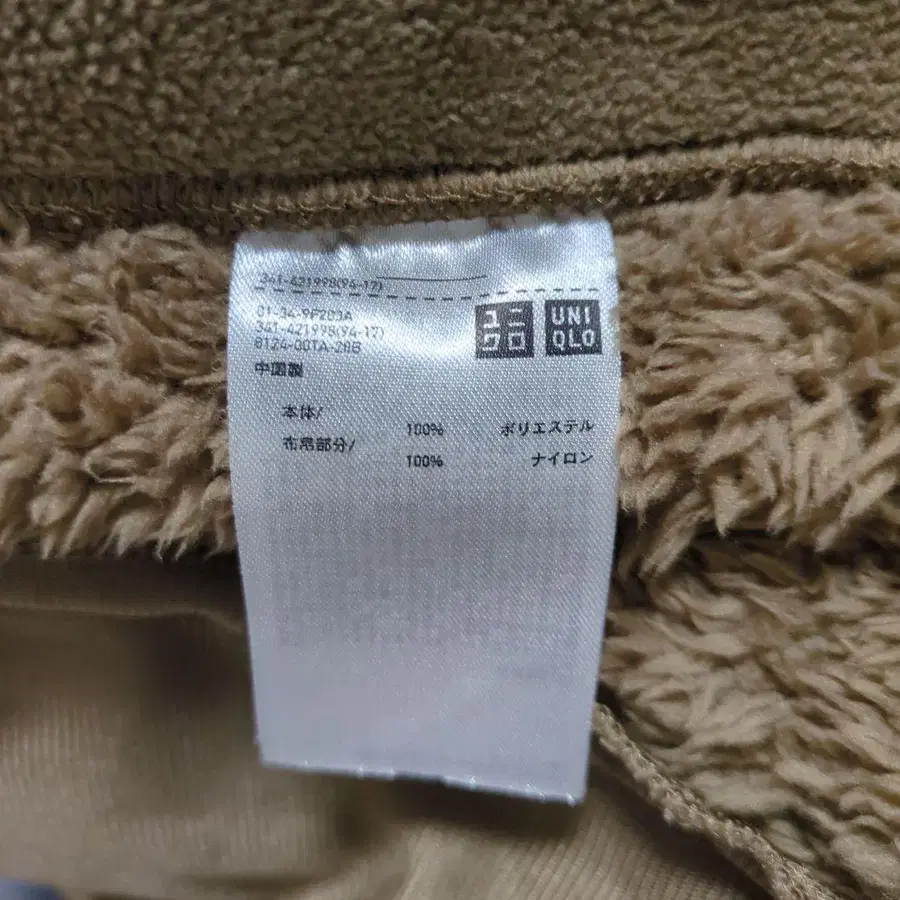 341-421998(94-17)
01-34-9F203A
341-421998(94-17)
8124-00TA-28B
ユニ
クロ
UNI
QLO
中国製
本体/
100% ポリエステル
布帛部分/
100% ナイロン